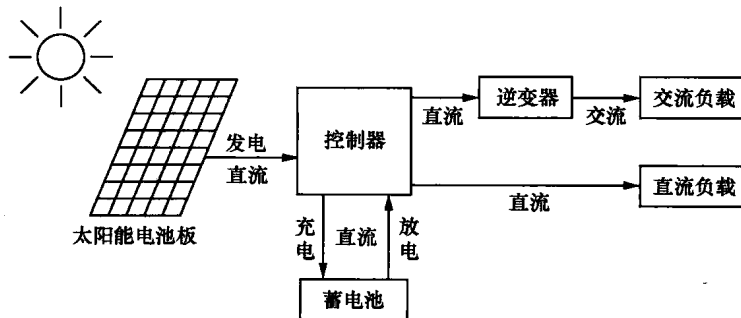 逆变器
交流负载
直流
交流
控制器
发电
直流
直流负载
直流
太阳能电池板
充电
直流
放电
蓄电池